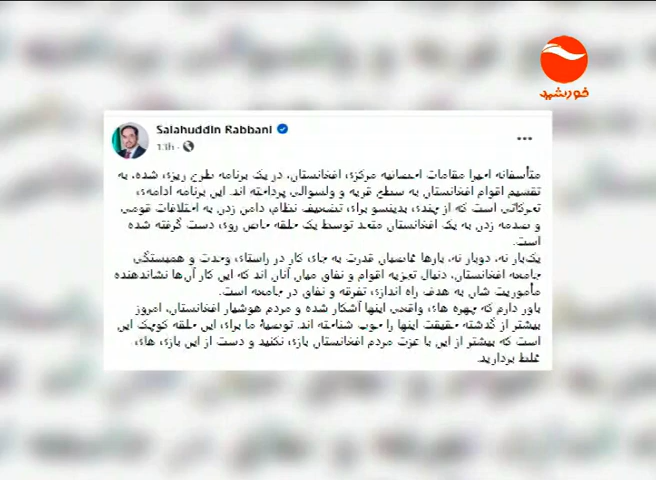 خورشید
Salahuddin Rabbani
13h
متأسفانه اخیرا مقامات احصائیه مرکزی افغانستان، در یک برنامه طرح ریزی شده، به
تقسیم اقوام افغانستان به سطح قریه و ولسوالی پرداخته اند. این برنامه ادامه‌ی
تحرکاتی است که از چندی بدینسو برای تضعیف نظام، دامن زدن به اختلافات قومی
و صدمه زدن به یک افغانستان متحد توسط یک حلقه خاص روی دست گرفته شده
است.
یک‌بار نه، دوبار نه، بارها غاصبان قدرت به جای کار در راستای وحدت و همبستگی
جامعه افغانستان، دنبال تجزیه اقوام و نفاق میان آنان اند که این کار آن‌ها نشاندهنده
مأموریت شان به هدف راه اندازی تفرقه و نفاق در جامعه است.
باور دارم که چهره های واقعی اینها آشکار شده و مردم هوشیار افغانستان، امروز
بیشتر از گذشته حقیقت اینها را خوب شناخته اند. توصیهٔ ما برای این حلقه کوچک این
است که بیشتر از این با عزت مردم افغانستان بازی نکنید و دست از این بازی های
غلط بردارید.